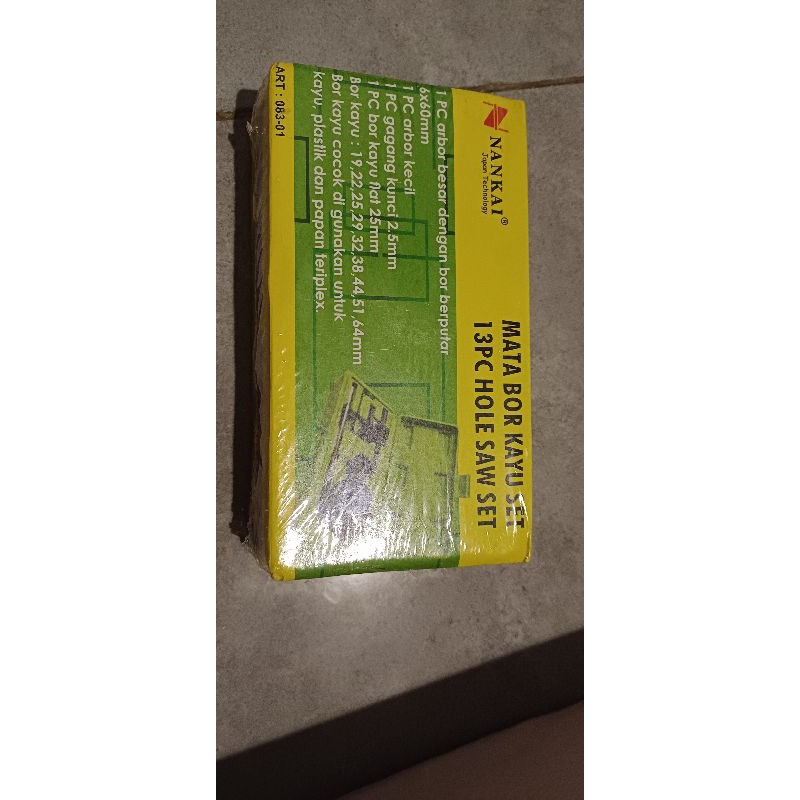 NANKAI®
Japan Technology
MATA BOR KAYU SET
13PC HOLE SAW SET
1 PC arbor besar dengan bor berputar
6x60mm
1 PC arbor kecil
1 PC gagang kunci 2.5mm
1 PC bor kayu flat 25mm
Bor kayu : 19,22,25,29,32,38,44,51,64mm
Bor kayu cocok di gunakan untuk
kayu, plastik dan papan teriplex.
ART : 083-01